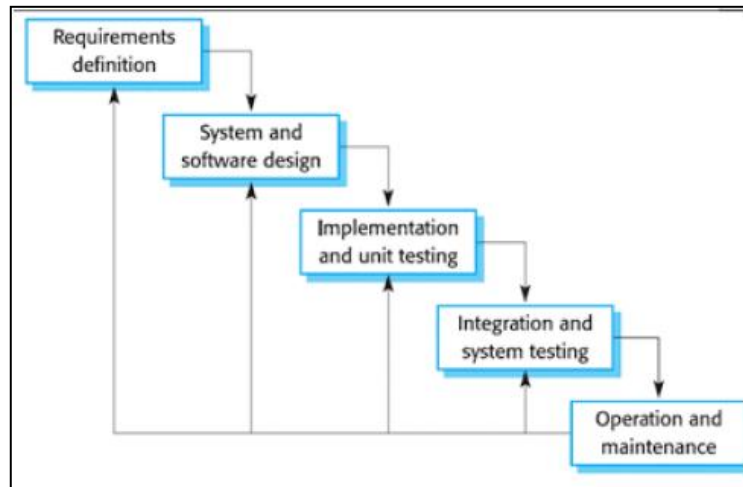 Requirements
definition
System and
software design
Implementation
and unit testing
Integration and
system testing
Operation and
maintenance